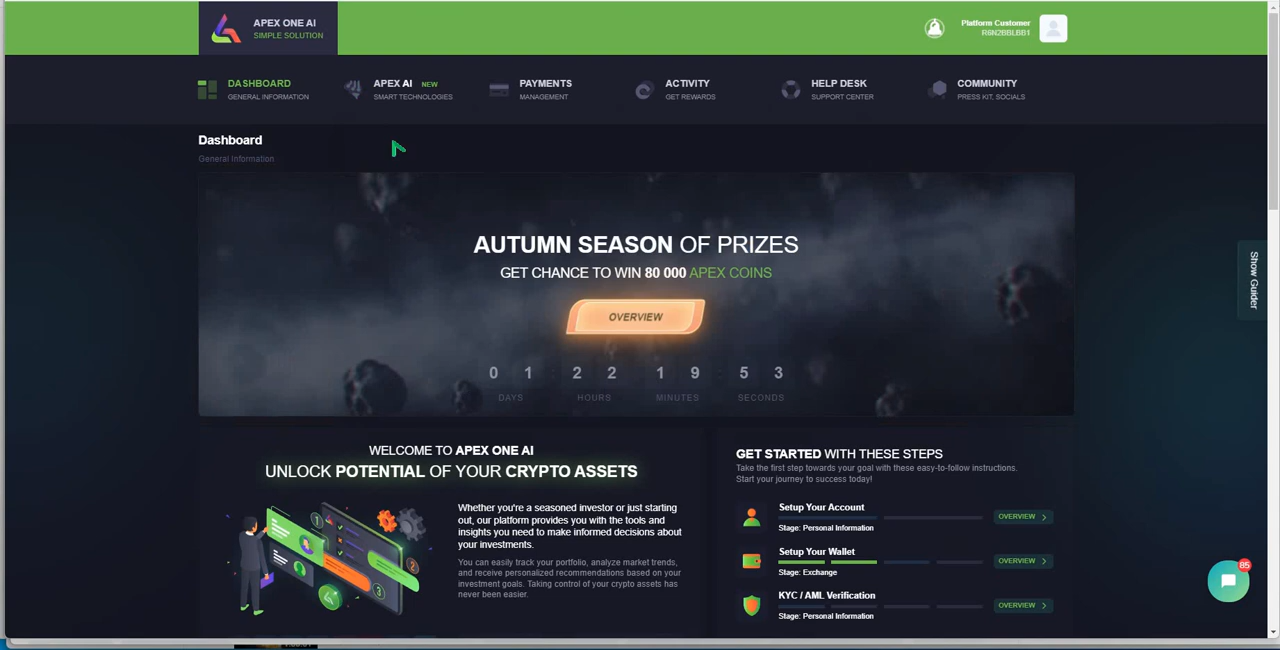 APEX ONE AI
SIMPLE SOLUTION
Platform Customer
R6N2BBLBB1
DASHBOARD
GENERAL INFORMATION
APEX AI NEW
SMART TECHNOLOGIES
PAYMENTS
MANAGEMENT
ACTIVITY
GET REWARDS
HELP DESK
SUPPORT CENTER
COMMUNITY
PRESS KIT, SOCIALS
Dashboard
General Information
AUTUMN SEASON OF PRIZES
GET CHANCE TO WIN 80 000 APEX COINS
OVERVIEW
0 1 : 2 2 : 1 9 : 5 3
DAYS HOURS MINUTES SECONDS
Show Guider
WELCOME TO APEX ONE AI
UNLOCK POTENTIAL OF YOUR CRYPTO ASSETS
Whether you're a seasoned investor or just starting
out, our platform provides you with the tools and
insights you need to make informed decisions about
your investments.
You can easily track your portfolio, analyze market trends,
and receive personalized recommendations based on your
investment goals. Taking control of your crypto assets has
never been easier.
1
2
3
GET STARTED WITH THESE STEPS
Take the first step towards your goal with these easy-to-follow instructions.
Start your journey to success today!
Setup Your Account
Stage: Personal Information
OVERVIEW
Setup Your Wallet
Stage: Exchange
OVERVIEW
KYC / AML Verification
Stage: Personal Information
OVERVIEW
85